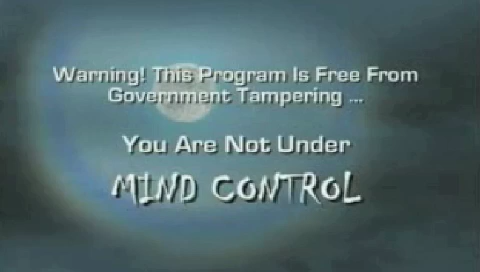 Warning! This Program Is Free From
Government Tampering ...
You Are Not Under
MIND CONTROL